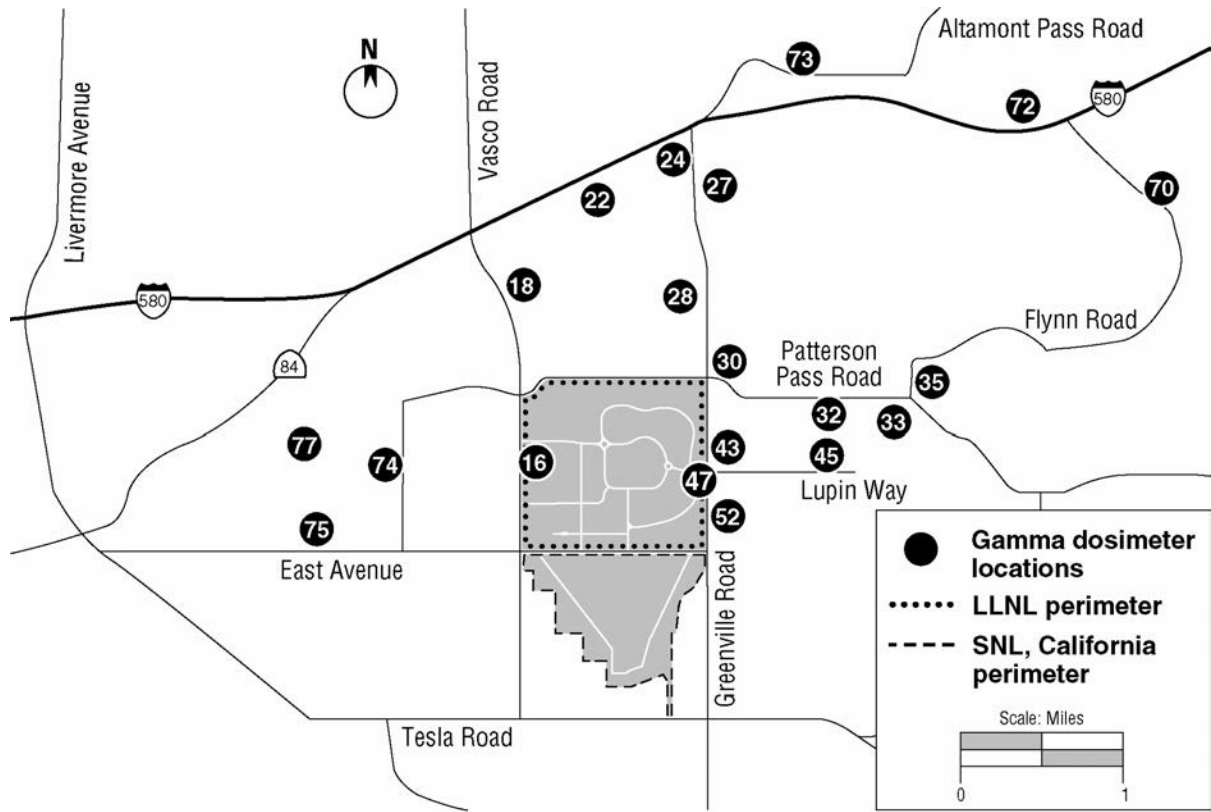 Altamont Pass Road
N
73
Livermore Avenue
Vasco Road
72
580
24
27
22
70
18
28
580
Flynn Road
84
30
Patterson
Pass Road
35
32
33
77
74
16
43
45
47
Lupin Way
52
75
East Avenue
Greenville Road
Tesla Road
Gamma dosimeter
locations
LLNL perimeter
SNL, California
perimeter
Scale: Miles
0 1